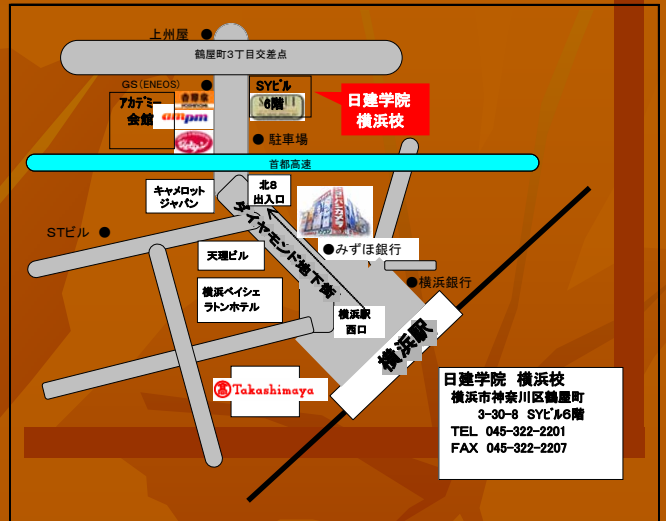 上州屋 ●
鶴屋町3丁目交差点
GS(ENEOS) ●
SYﾋﾞﾙ
6階
アカデミー
会館
吉野家
am pm
日建学院
横浜校
● 駐車場
首都高速
キャメロット
ジャパン
北8
出入口
STビル ●
ダイヤモンド地下街
●みずほ銀行
天理ビル
●横浜銀行
横浜ベイシェ
ラトンホテル
横浜駅
西口
横浜駅
Takashimaya
日建学院 横浜校
横浜市神奈川区鶴屋町
3-30-8 SYﾋﾞﾙ6階
TEL 045-322-2201
FAX 045-322-2207